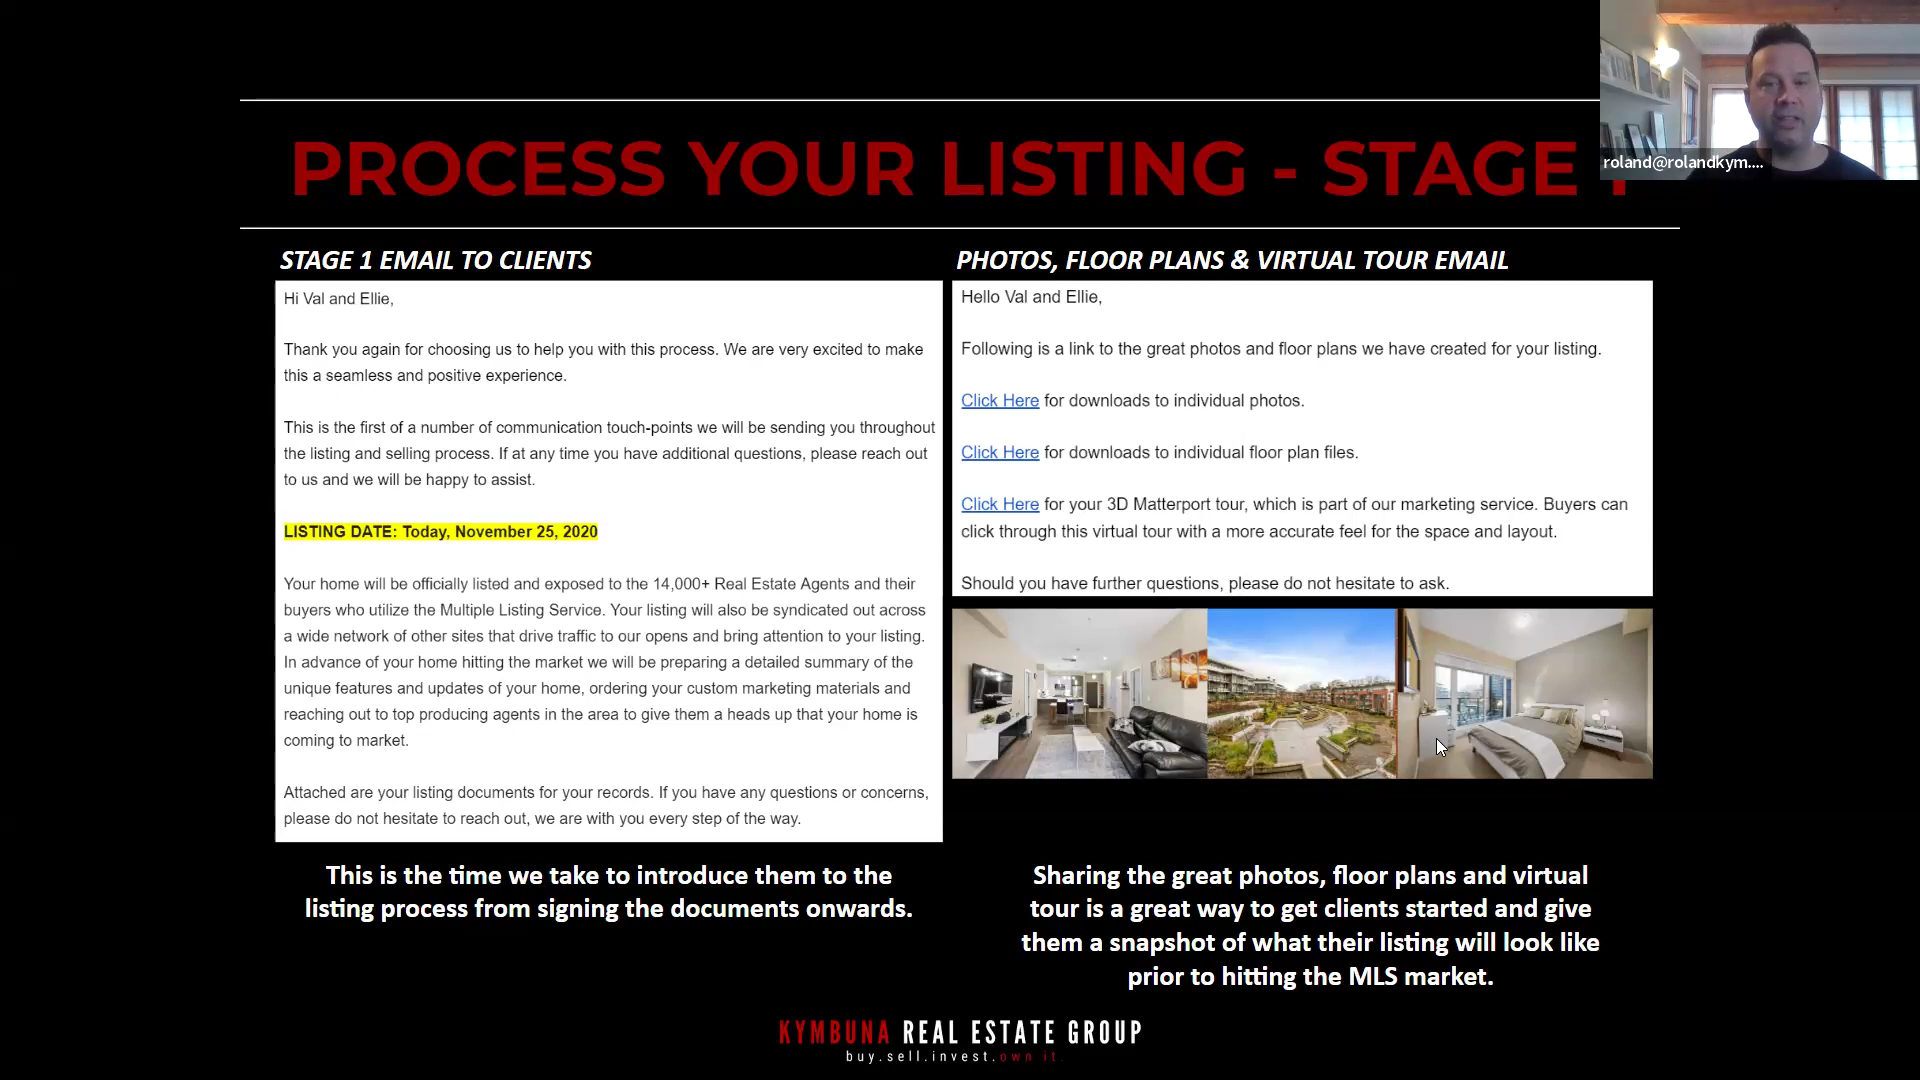 PROCESS YOUR LISTING - STAGE
roland@rolandkym....
STAGE 1 EMAIL TO CLIENTS
Hi Val and Ellie,
Thank you again for choosing us to help you with this process. We are very excited to make
this a seamless and positive experience.
This is the first of a number of communication touch-points we will be sending you throughout
the listing and selling process. If at any time you have additional questions, please reach out
to us and we will be happy to assist.
LISTING DATE: Today, November 25, 2020
Your home will be officially listed and exposed to the 14,000+ Real Estate Agents and their
buyers who utilize the Multiple Listing Service. Your listing will also be syndicated out across
a wide network of other sites that drive traffic to our opens and bring attention to your listing.
In advance of your home hitting the market we will be preparing a detailed summary of the
unique features and updates of your home, ordering your custom marketing materials and
reaching out to top producing agents in the area to give them a heads up that your home is
coming to market.
Attached are your listing documents for your records. If you have any questions or concerns,
please do not hesitate to reach out, we are with you every step of the way.
This is the time we take to introduce them to the
listing process from signing the documents onwards.
PHOTOS, FLOOR PLANS & VIRTUAL TOUR EMAIL
Hello Val and Ellie,
Following is a link to the great photos and floor plans we have created for your listing.
Click Here for downloads to individual photos.
Click Here for downloads to individual floor plan files.
Click Here for your 3D Matterport tour, which is part of our marketing service. Buyers can
click through this virtual tour with a more accurate feel for the space and layout.
Should you have further questions, please do not hesitate to ask.
Sharing the great photos, floor plans and virtual
tour is a great way to get clients started and give
them a snapshot of what their listing will look like
prior to hitting the MLS market.
KYMBUNA REAL ESTATE GROUP
buy.sell.invest.own it.